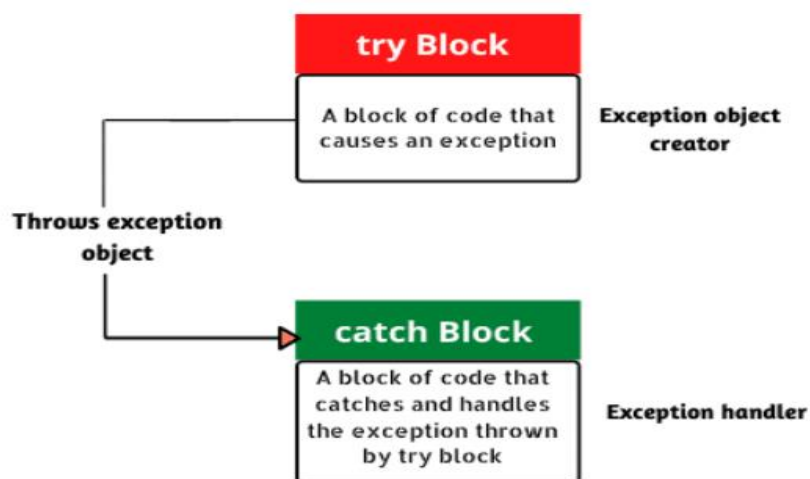 try Block
A block of code that
causes an exception
Exception object
creator
Throws exception
object
catch Block
A block of code that
catches and handles
the exception thrown
by try block
Exception handler